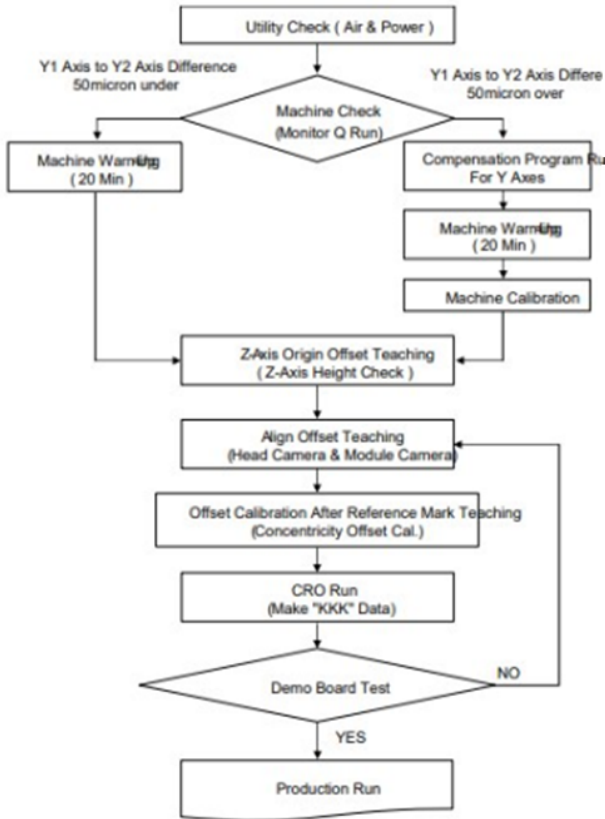 Utility Check ( Air & Power )
Y1 Axis to Y2 Axis Difference
50micron under
Y1 Axis to Y2 Axis Differe
50micron over
Machine Check
(Monitor Q Run)
Machine Warming-Up
( 20 Min )
Compensation Program Ru
For Y Axes
Machine Warming-Up
(20 Min )
Machine Calibration
Z-Axis Origin Offset Teaching
( Z-Axis Height Check )
Align Offset Teaching
(Head Camera & Module Camera)
Offset Calibration After Reference Mark Teaching
(Concentricity Offset Cal.)
CRO Run
(Make "KKK" Data)
Demo Board Test
NO
YES
Production Run